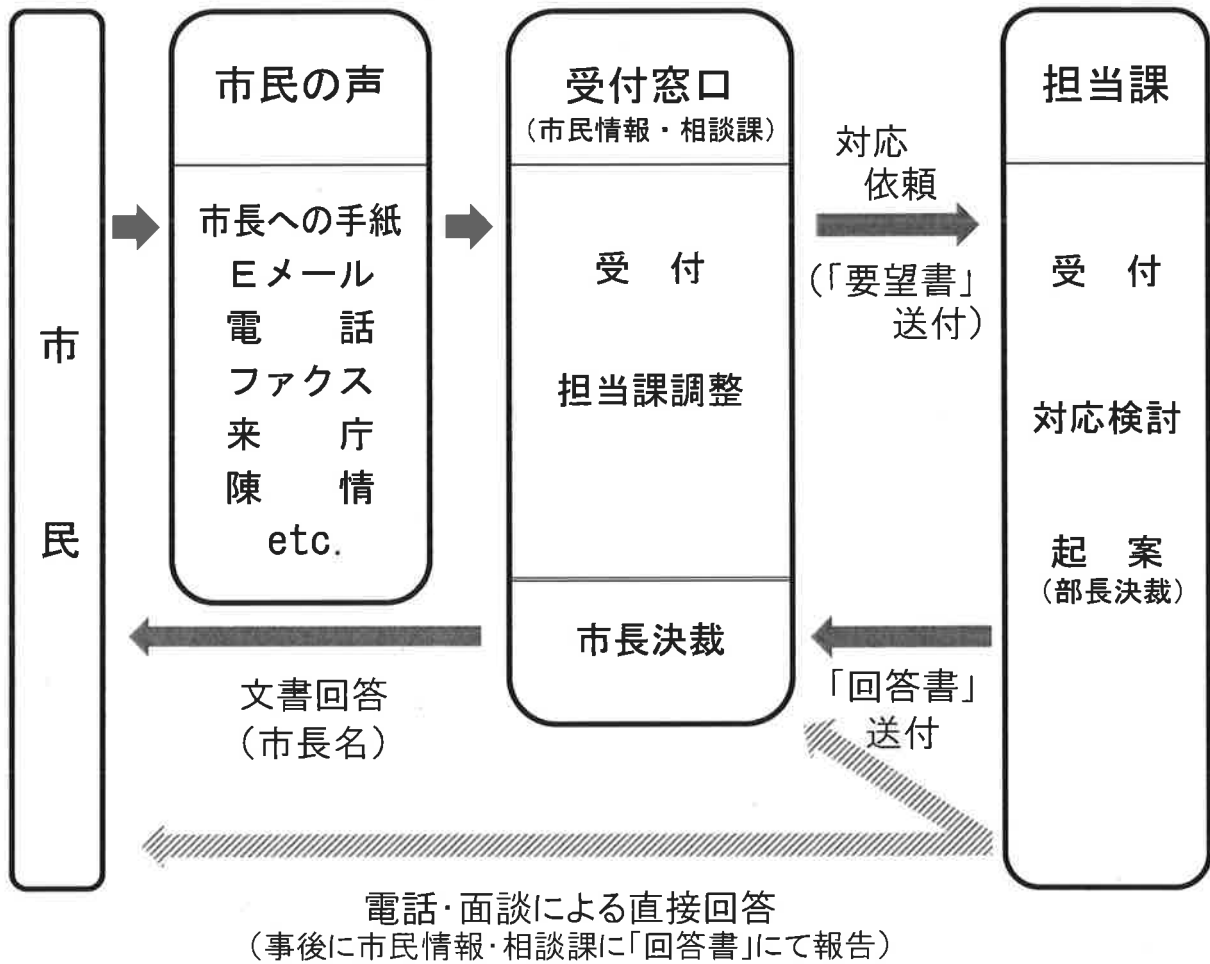 市民
市民の声
市長への手紙
Eメール
電　　話
ファクス
来　　庁
陳　　情
etc.
受付窓口
（市民情報・相談課）
受　付
担当課調整
市長決裁
対応
依頼
（「要望書」
送付）
担当課
受　付
対応検討
起　案
（部長決裁）
「回答書」
送付
文書回答
（市長名）
電話・面談による直接回答
（事後に市民情報・相談課に「回答書」にて報告）